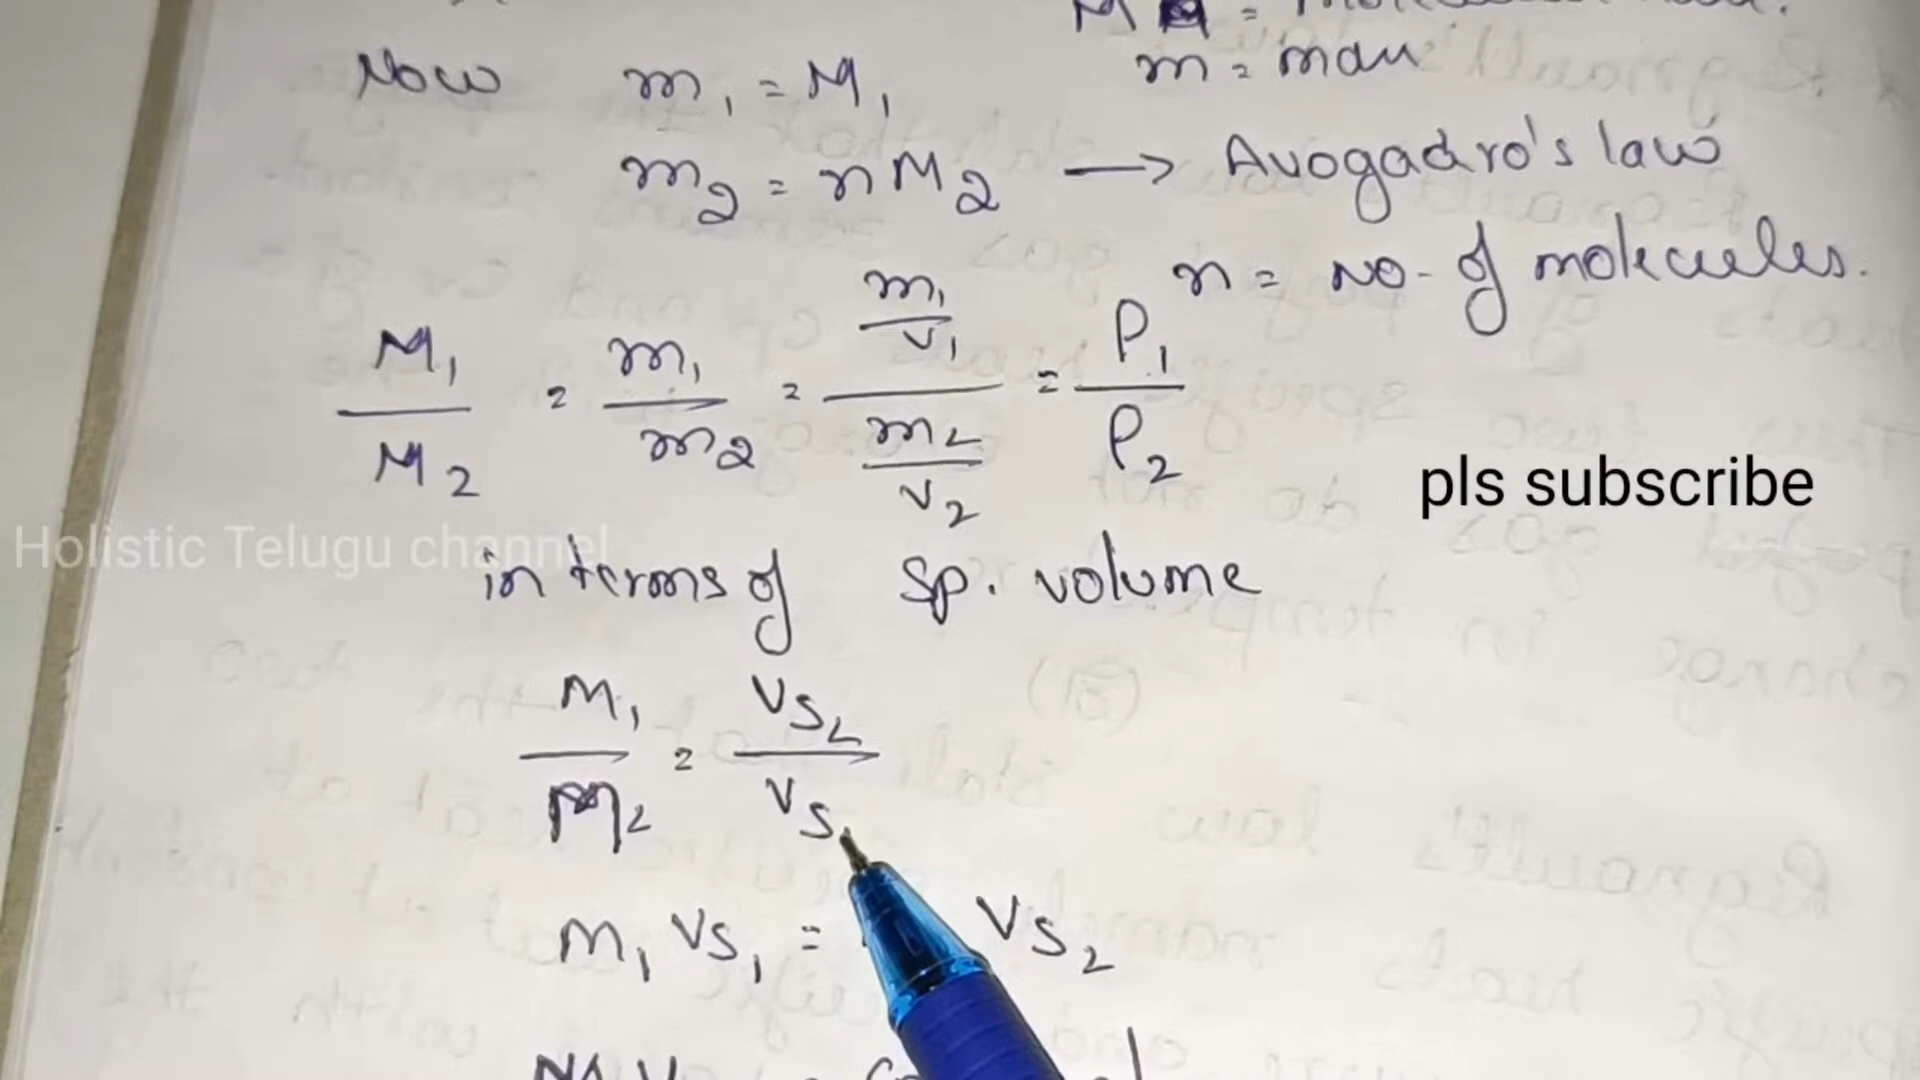 Now m₁ = M₁ m = mass
m₂ = n M₂ → Avogadro's law
n = No. of molecules.
M₁/M₂ = m₁/m₂ = (m₁/v₁)/(m₂/v₂) = ρ₁/ρ₂
pls subscribe
Holistic Telugu channel
in terms of sp. volume
M₁/M₂ = Vs₂/Vs₁
M₁ Vs₁ = Vs₂